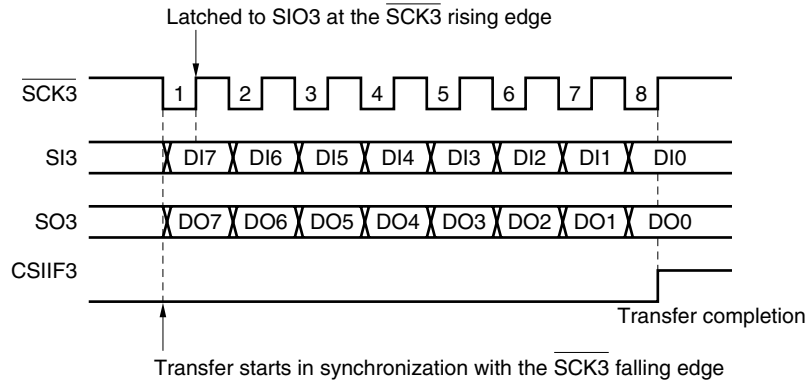 Latched to SIO3 at the SCK3 rising edge
SCK3 1 2 3 4 5 6 7 8
SI3 DI7 DI6 DI5 DI4 DI3 DI2 DI1 DI0
SO3 DO7 DO6 DO5 DO4 DO3 DO2 DO1 DO0
CSIIF3
Transfer completion
Transfer starts in synchronization with the SCK3 falling edge